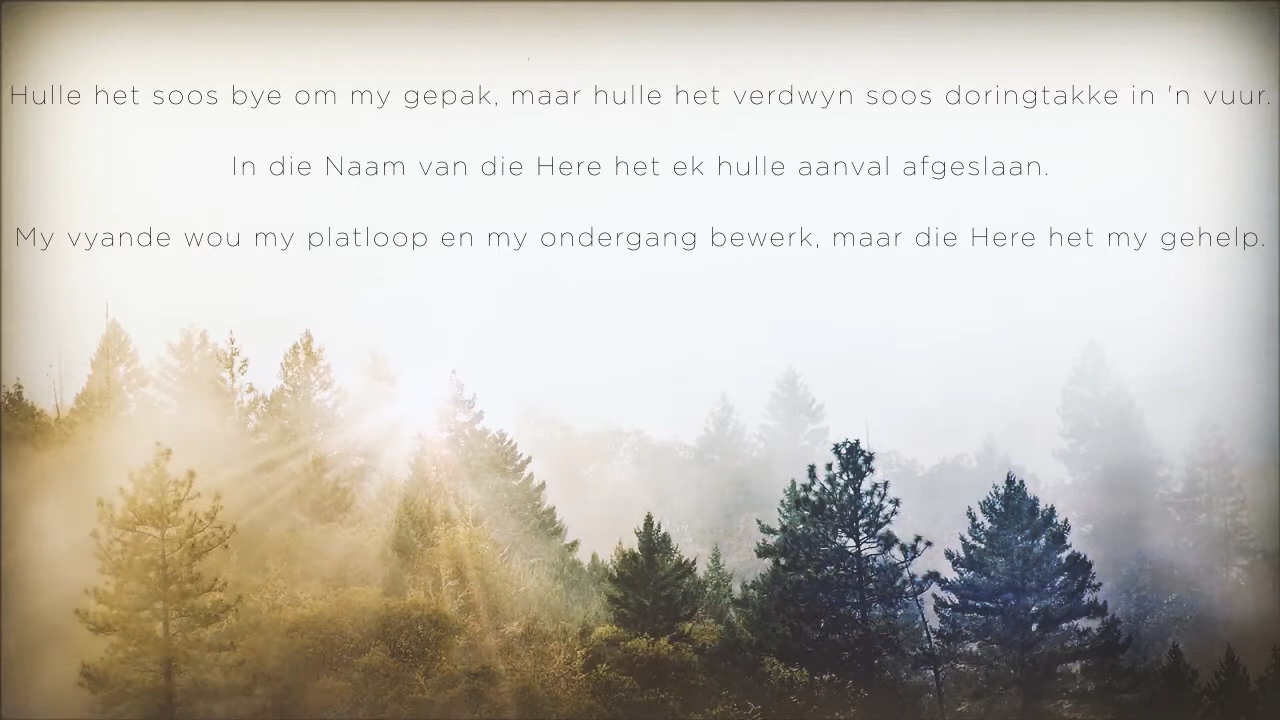 Hulle het soos bye om my gepak, maar hulle het verdwyn soos doringtakke in 'n vuur.
In die Naam van die Here het ek hulle aanval afgeslaan.
My vyande wou my platloop en my ondergang bewerk, maar die Here het my gehelp.